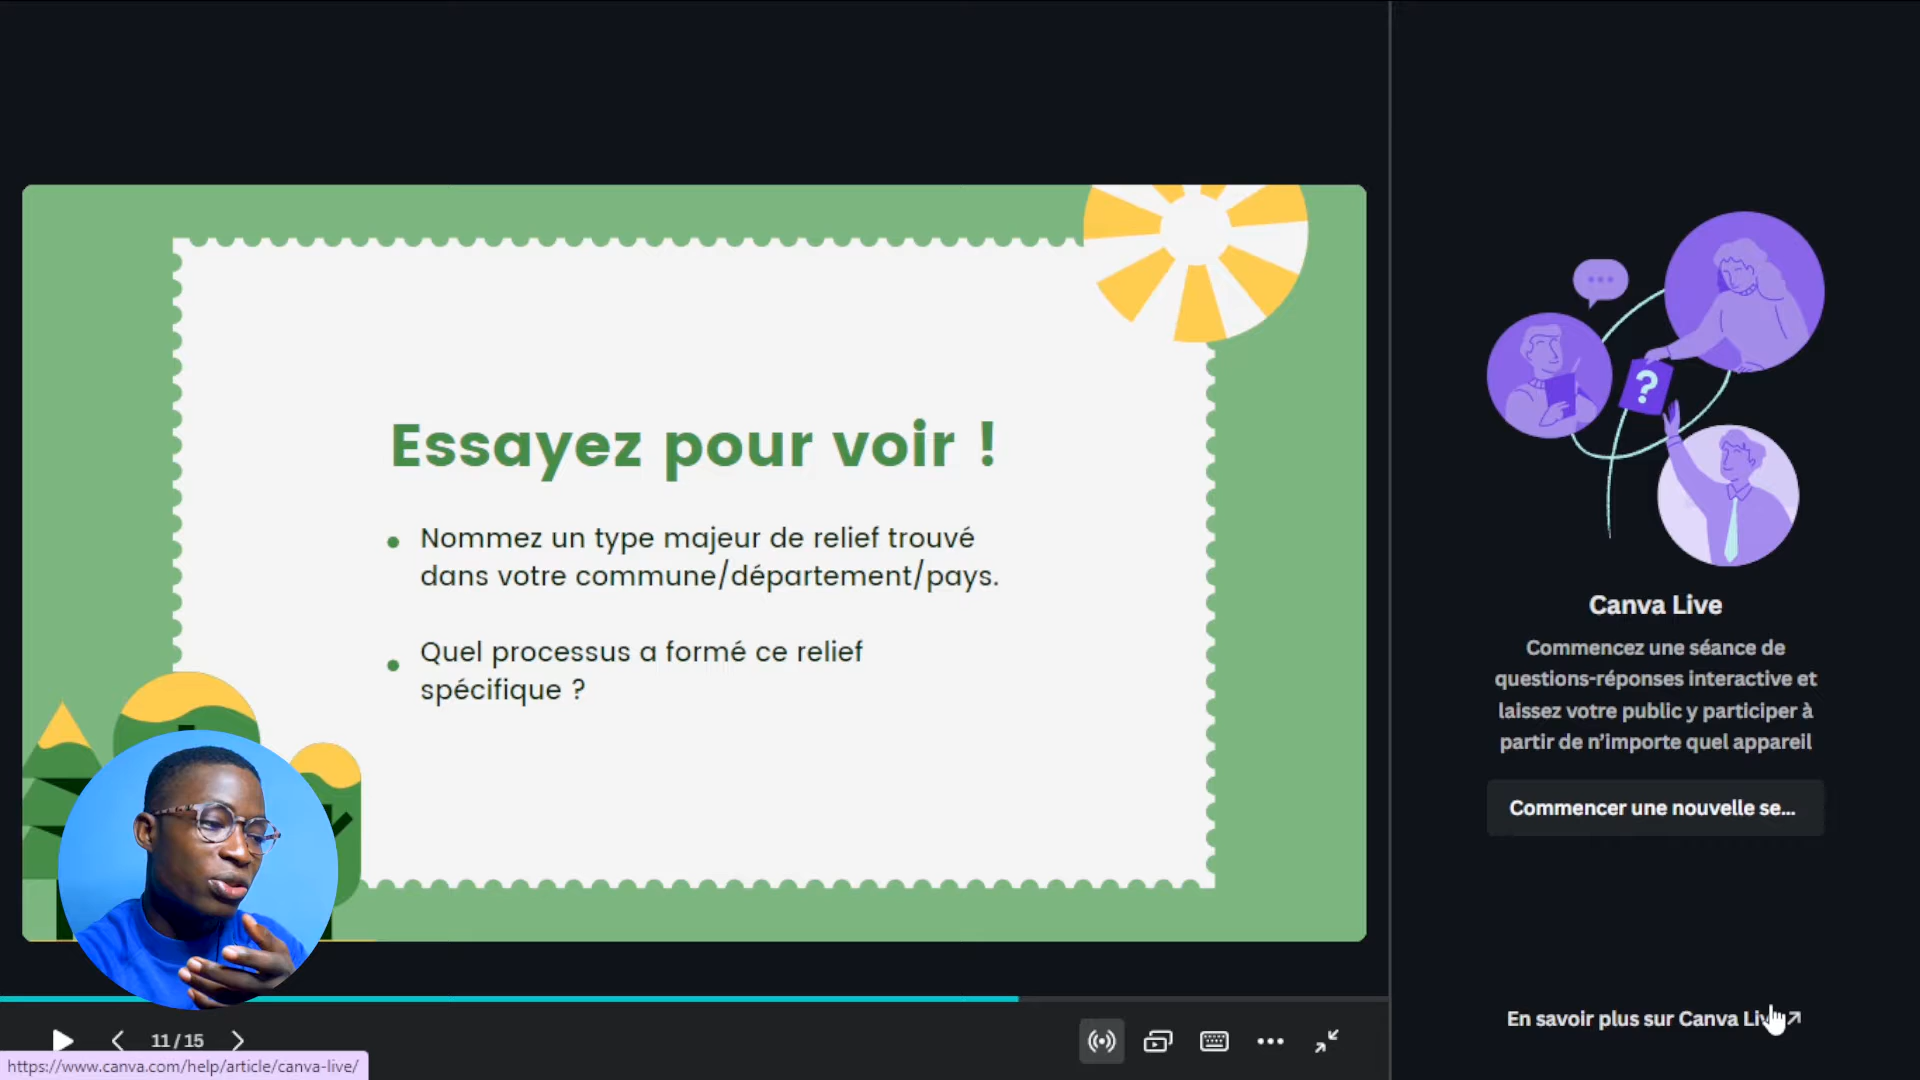 Essayez pour voir !
Nommez un type majeur de relief trouvé
dans votre commune/département/pays.
Quel processus a formé ce relief
spécifique ?
?
Canva Live
Commencez une séance de
questions-réponses interactive et
laissez votre public y participer à
partir de n'importe quel appareil
Commencer une nouvelle se...
En savoir plus sur Canva
11 / 15
https://www.canva.com/help/article/canva-live/